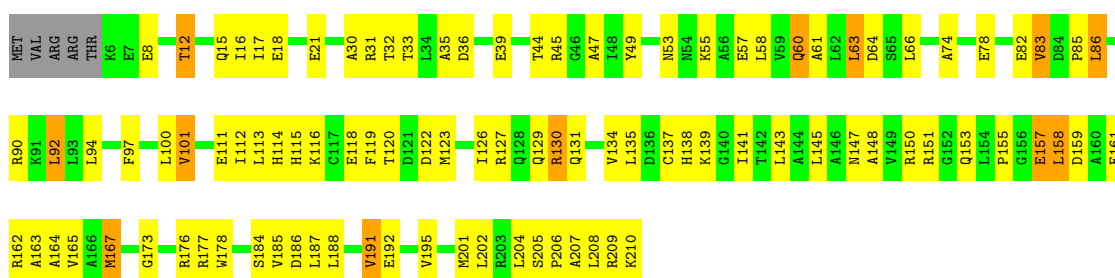 MET VAL ARG ARG THR K6 E7 E8 T12 Q15 I16 I17 E18 E21 A30 R31 T32 T33 L34 A35 D36 E39 T44 R45 G46 A47 I48 Y49 N53 N54 K55 A56 E57 L58 V59 Q60 A61 L62 L63 D64 S65 L66 A74 E78 E82 V83 D84 P85 L86
R90 K91 L92 L93 L94 F97 L100 V101 E111 I112 L113 H114 H115 K116 C117 E118 F119 T120 D121 D122 M123 I126 R127 Q128 Q129 R130 Q131 V134 L135 D136 C137 H138 K139 G140 I141 T142 L143 A144 L145 A146 N147 A148 V149 R150 R151 G152 Q153 L154 P155 G156 E157 L158 D159 A160 E161
R162 A163 A164 V165 A166 M167 G173 R176 R177 W178 S184 V185 D186 L187 L188 V191 E192 V195 M201 L202 R203 L204 S205 P206 A207 L208 R209 K210